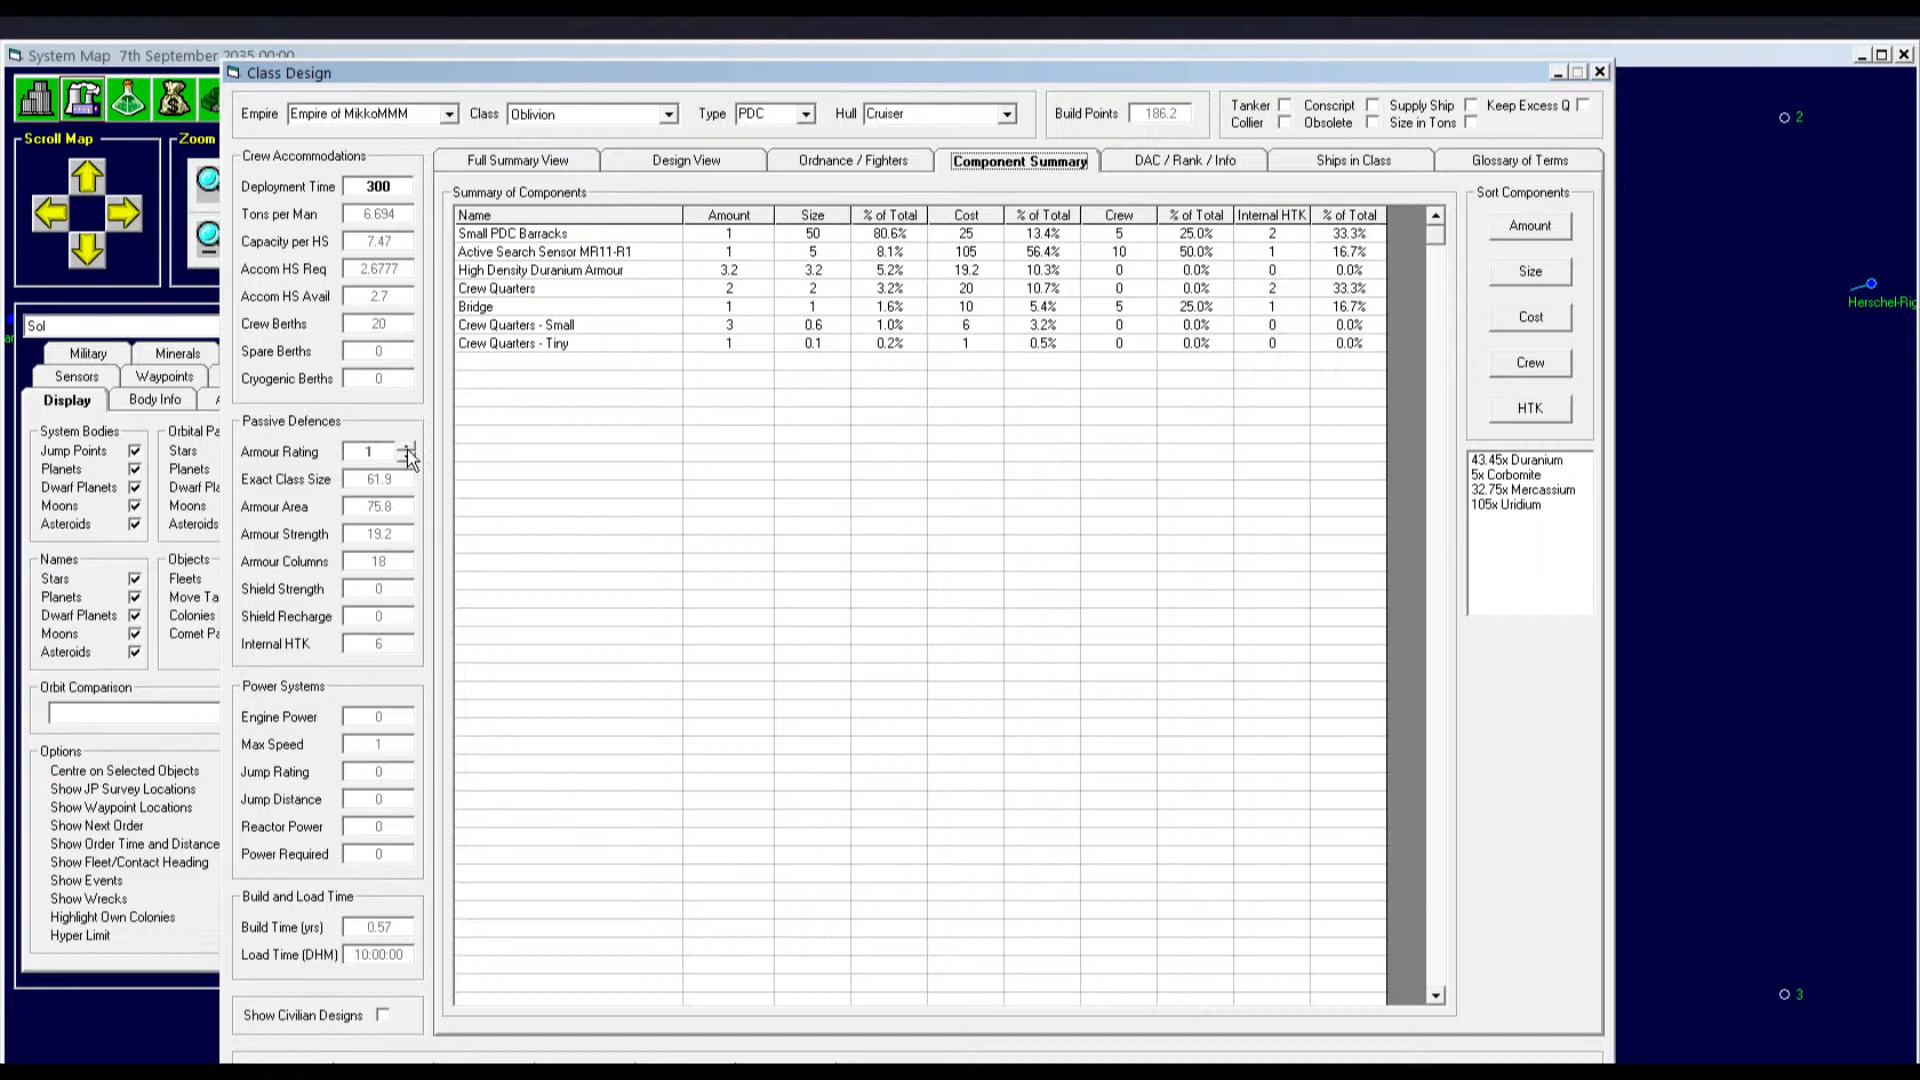 System Map 7th September 2035 00:00
Class Design
Empire Empire of MikkoMMM Class Oblivion Type PDC Hull Cruiser Build Points 186.2
Tanker Conscript Supply Ship Keep Excess Q
Collier Obsolete Size in Tons
Scroll Map Zoom
Sol
Military Minerals
Sensors Waypoints
Display Body Info
System Bodies
Jump Points
Planets
Dwarf Planets
Moons
Asteroids
Stars
Planets
Moons
Asteroids
Names
Stars
Planets
Dwarf Planets
Moons
Asteroids
Objects
Fleets
Colonies
Orbit Comparison
Options
Centre on Selected Objects
Show JP Survey Locations
Show Waypoint Locations
Show Next Order
Show Order Time and Distance
Show Fleet/Contact Heading
Show Events
Show Wrecks
Highlight Own Colonies
Hyper Limit
Crew Accommodations
Deployment Time 300
Tons per Man 6.694
Capacity per HS 7.47
Accom HS Req 2.6777
Accom HS Avail 2.7
Crew Berths 20
Spare Berths 0
Cryogenic Berths 0
Passive Defences
Armour Rating 1
Exact Class Size 61.9
Armour Area 75.8
Armour Strength 19.2
Armour Columns 18
Shield Strength 0
Shield Recharge 0
Internal HTK 6
Power Systems
Engine Power 0
Max Speed 1
Jump Rating 0
Jump Distance 0
Reactor Power 0
Power Required 0
Build and Load Time
Build Time (yrs) 0.57
Load Time (DHM) 10:00:00
Show Civilian Designs
Full Summary View Design View Ordnance / Fighters Component Summary DAC / Rank / Info Ships in Class Glossary of Terms
Summary of Components
Name Amount Size % of Total Cost % of Total Crew % of Total Internal HTK % of Total
Small PDC Barracks 1 50 80.6% 25 13.4% 5 25.0% 2 33.3%
Active Search Sensor MR11-R1 1 5 8.1% 105 56.4% 10 50.0% 1 16.7%
High Density Duranium Armour 3.2 3.2 5.2% 19.2 10.3% 0 0.0% 0 0.0%
Crew Quarters 2 2 3.2% 20 10.7% 0 0.0% 2 33.3%
Bridge 1 1 1.6% 10 5.4% 5 25.0% 1 16.7%
Crew Quarters - Small 3 0.6 1.0% 6 3.2% 0 0.0% 0 0.0%
Crew Quarters - Tiny 1 0.1 0.2% 1 0.5% 0 0.0% 0 0.0%
Sort Components
Amount
Size
Cost
Crew
HTK
43.45x Duranium
5x Corbomite
32.75x Mercassium
105x Uridium
2
Herschel-Rig
3